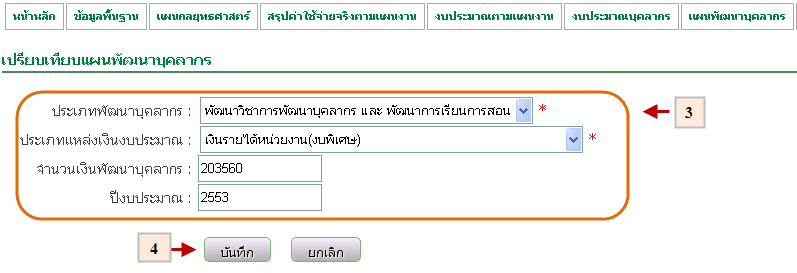 หน้าหลัก ข้อมูลพื้นฐาน แผนกลยุทธศาสตร์ สรุปค่าใช้จ่ายจริงตามแผนงาน งบประมาณตามแผนงาน งบประมาณบุคลากร แผนพัฒนาบุคลากร
เปรียบเทียบแผนพัฒนาบุคลากร
ประเภทพัฒนาบุคลากร : พัฒนาวิชาการพัฒนาบุคลากร และ พัฒนาการเรียนการสอน * 3
ประเภทแหล่งเงินงบประมาณ : เงินรายได้หน่วยงาน(งบพิเศษ) *
จำนวนเงินพัฒนาบุคลากร : 203560
ปีงบประมาณ : 2553
4 บันทึก ยกเลิก